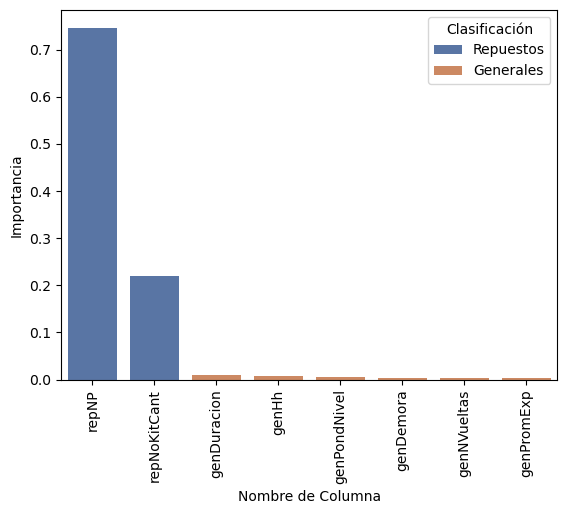 Clasificación
Repuestos
Generales
0.7
0.6
0.5
0.4
0.3
0.2
0.1
0.0
Importancia
repNP
repNoKitCant
genDuracion
genHh
genPondNivel
genDemora
genNVueltas
genPromExp
Nombre de Columna